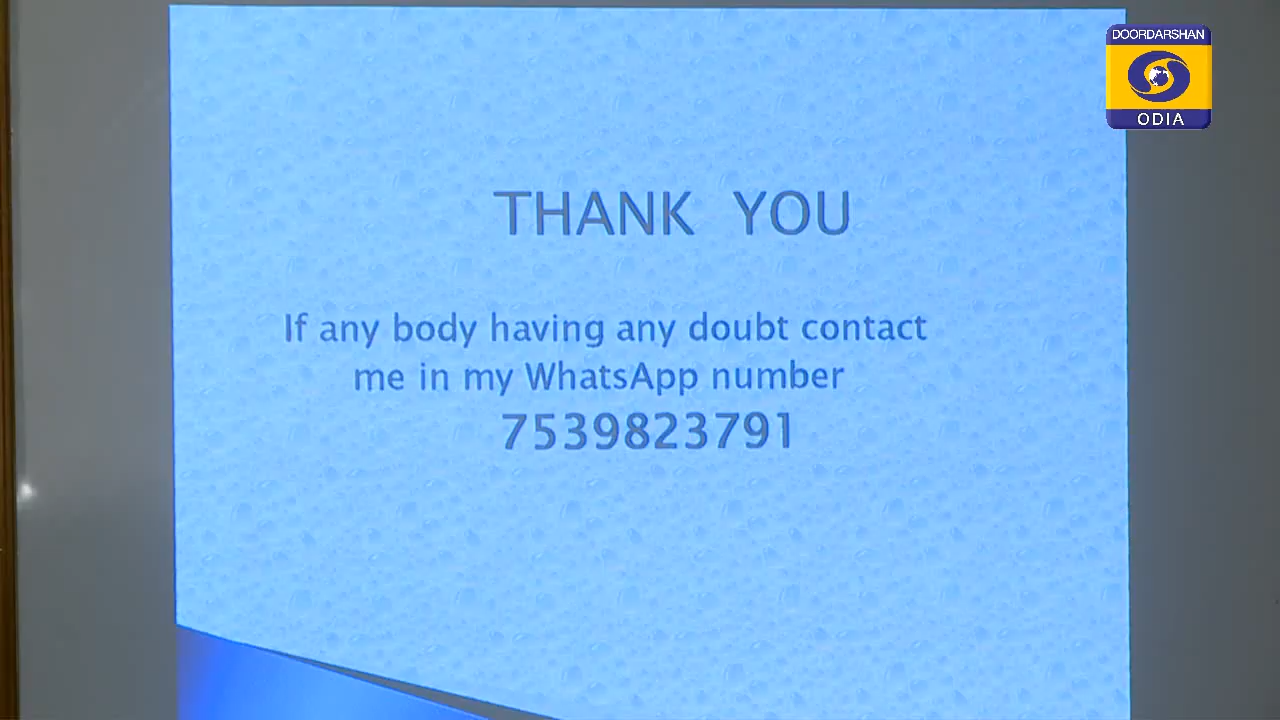 DOORDARSHAN
ODIA
THANK YOU
If any body having any doubt contact
me in my WhatsApp number
7539823791